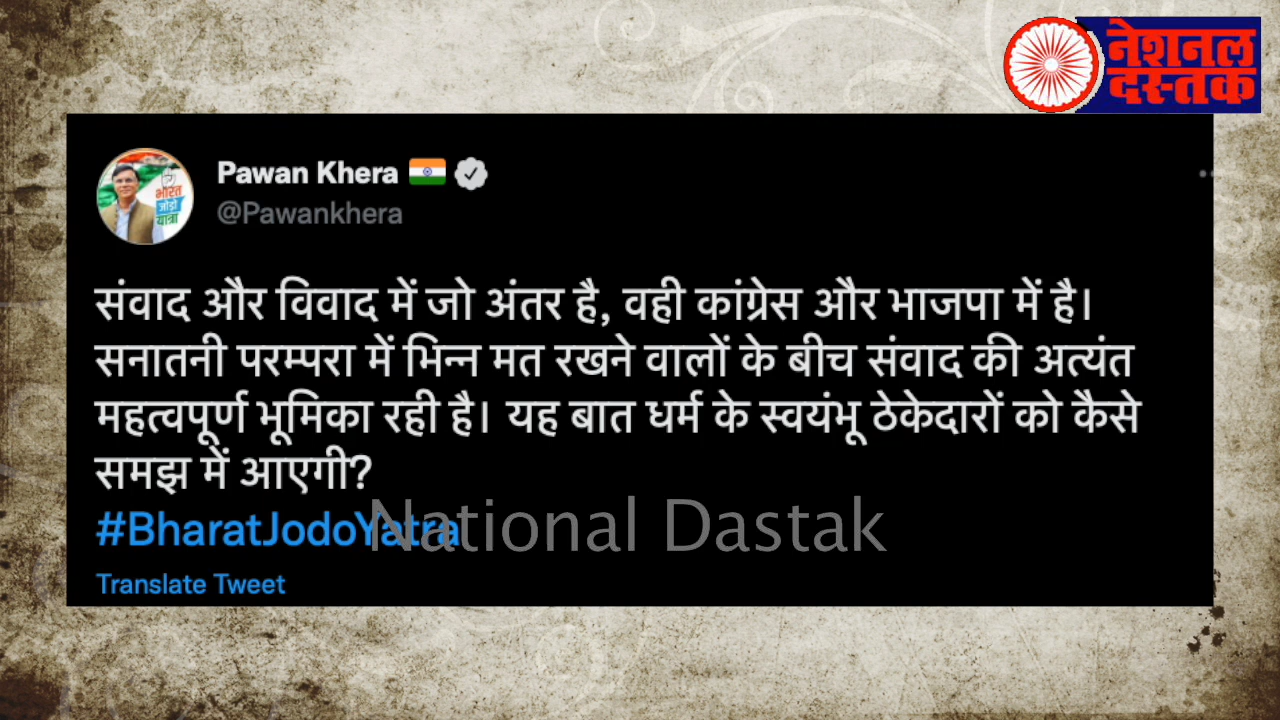 नेशनल
दस्तक
Pawan Khera
@Pawankhera
भारत
जोड़ो
यात्रा
संवाद और विवाद में जो अंतर है, वही कांग्रेस और भाजपा में है।
सनातनी परम्परा में भिन्न मत रखने वालों के बीच संवाद की अत्यंत
महत्वपूर्ण भूमिका रही है। यह बात धर्म के स्वयंभू ठेकेदारों को कैसे
समझ में आएगी?
#BharatJodoYatra
National Dastak
Translate Tweet